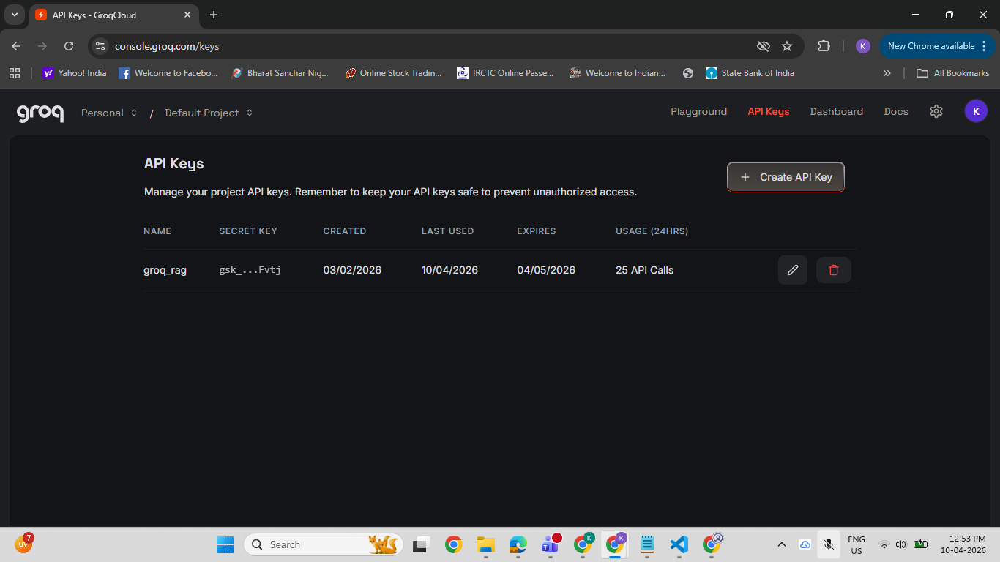 API Keys - GroqCloud
console.groq.com/keys
K
New Chrome available
Yahoo! India
Welcome to Facebo...
Bharat Sanchar Nig...
Online Stock Tradin...
IRCTC Online Passe...
Welcome to Indian...
State Bank of India
All Bookmarks
groq
Personal
/
Default Project
Playground
API Keys
Dashboard
Docs
K
API Keys
Create API Key
Manage your project API keys. Remember to keep your API keys safe to prevent unauthorized access.
NAME SECRET KEY CREATED LAST USED EXPIRES USAGE (24HRS)
groq_rag gsk_...Fvtj 03/02/2026 10/04/2026 04/05/2026 25 API Calls
UV
7
Search
K
K
ENG
US
12:53 PM
10-04-2026